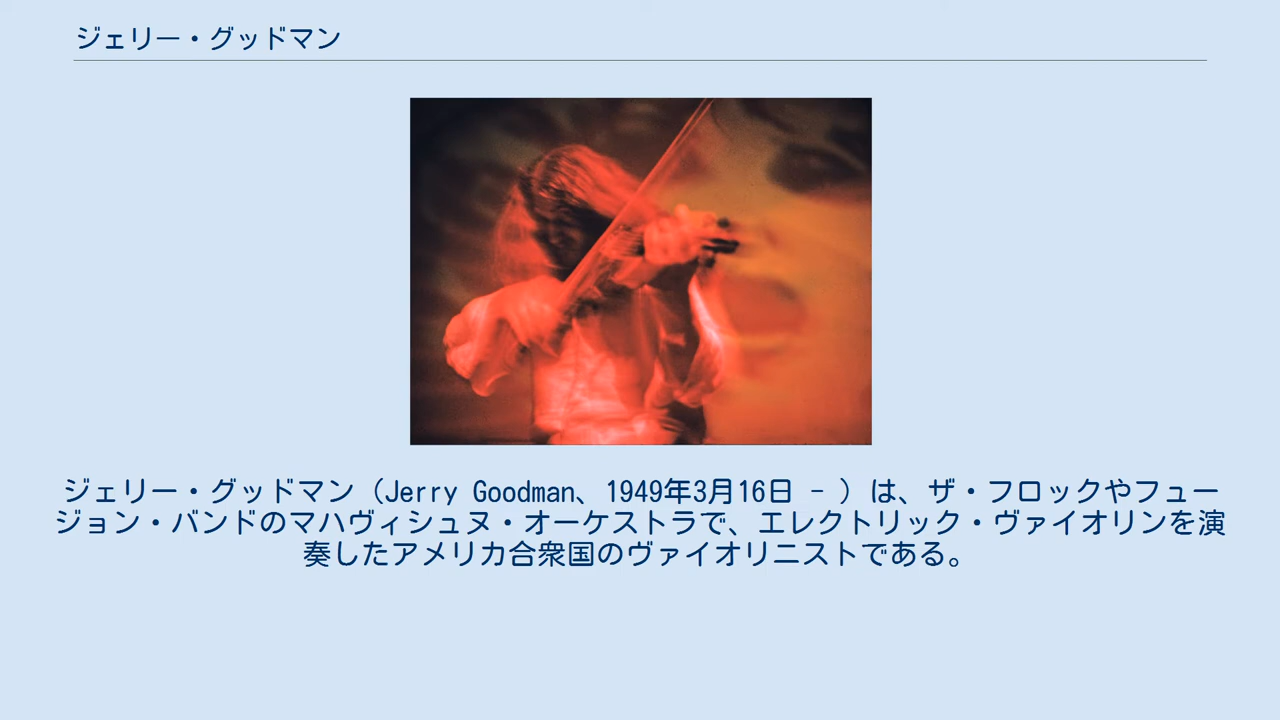 ジェリー・グッドマン
ジェリー・グッドマン（Jerry Goodman、1949年3月16日 - ）は、ザ・フロックやフュー
ジョン・バンドのマハヴィシュヌ・オーケストラで、エレクトリック・ヴァイオリンを演
奏したアメリカ合衆国のヴァイオリニストである。